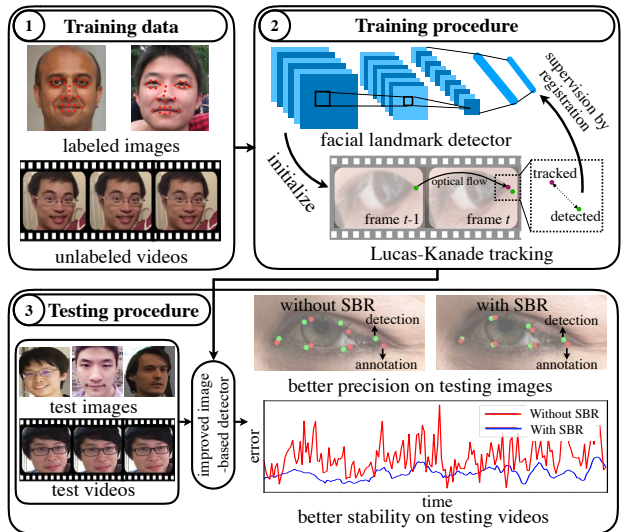 1 Training data
labeled images
unlabeled videos
2 Training procedure
facial landmark detector
initialize
supervision by
registration
optical flow
frame t-1
frame t
tracked
detected
Lucas-Kanade tracking
3 Testing procedure
test images
test videos
improved image
-based detector
without SBR
detection
annotation
with SBR
detection
annotation
better precision on testing images
error
Without SBR
With SBR
time
better stability on testing videos